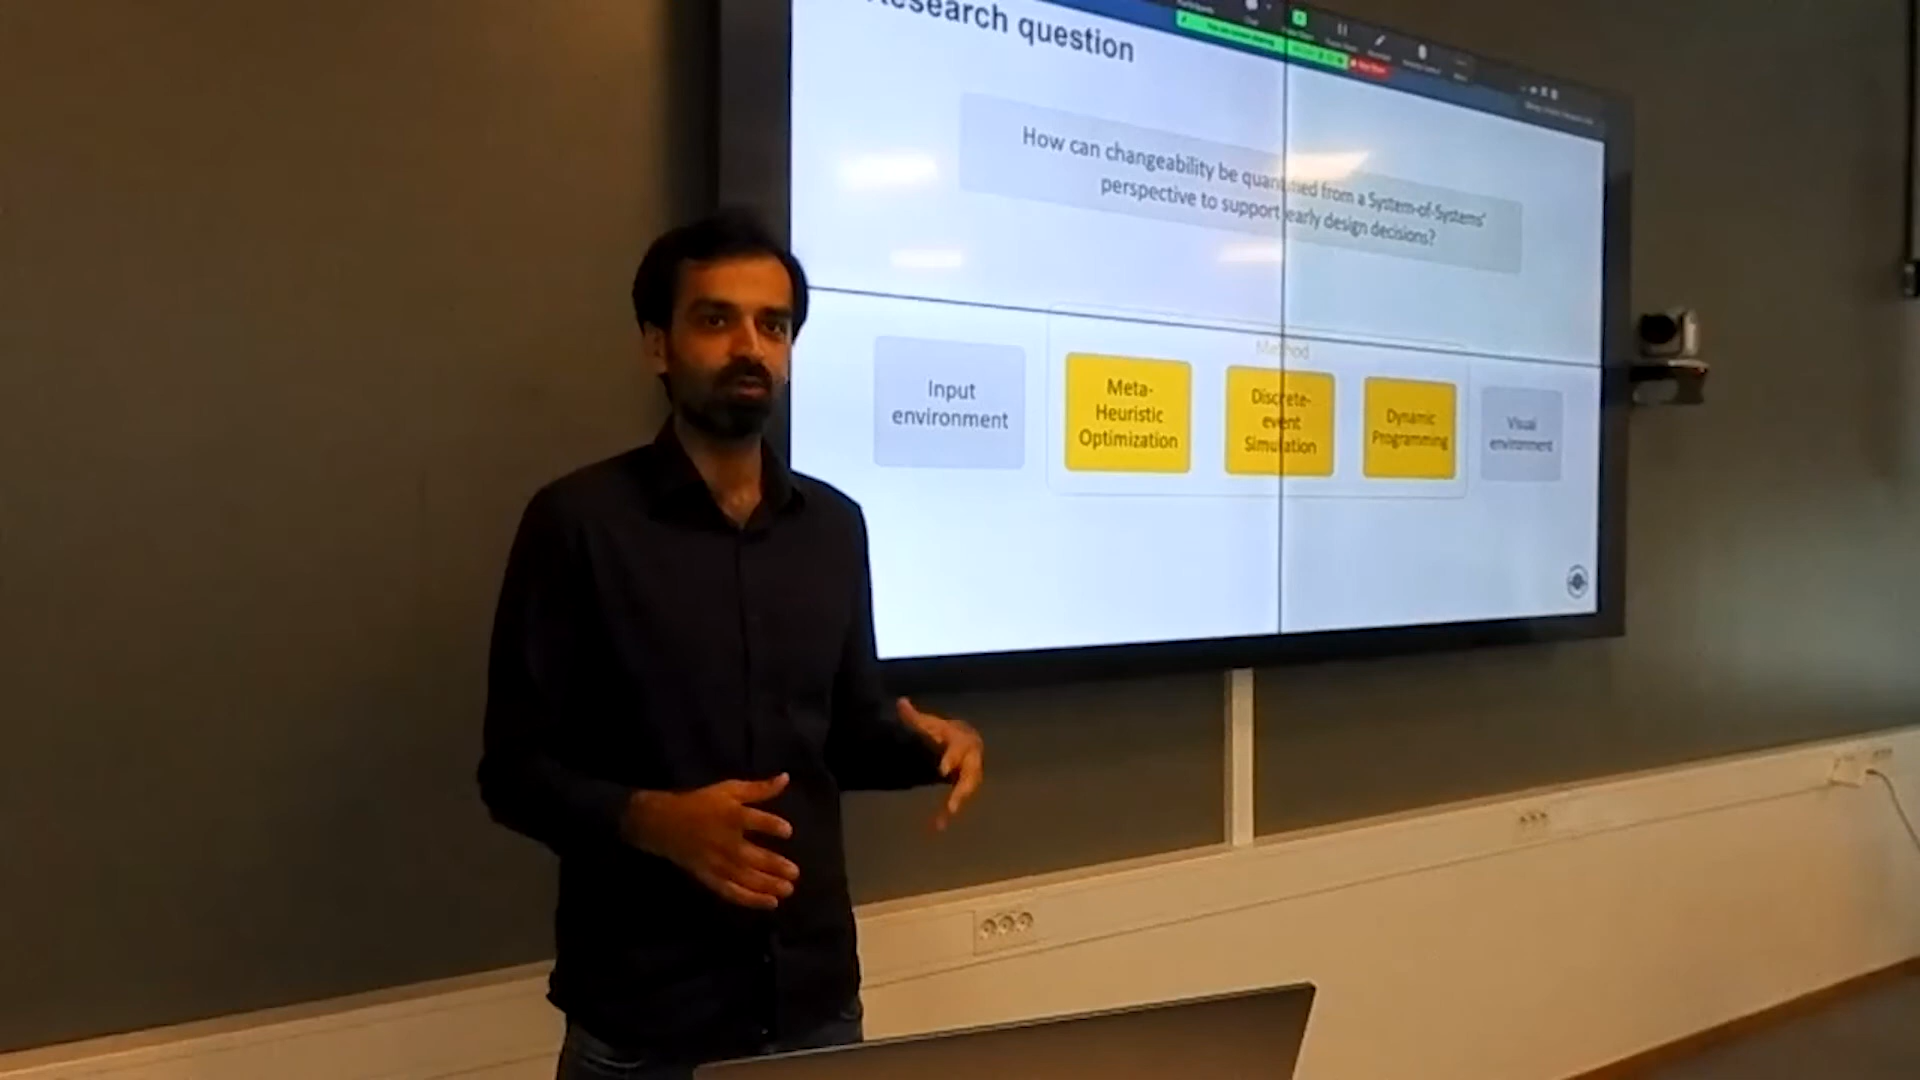 Research question
How can changeability be quantified from a System-of-Systems'
perspective to support early design decisions?
Method
Input
environment
Meta-
Heuristic
Optimization
Discrete-
event
Simulation
Dynamic
Programming
Visual
environment